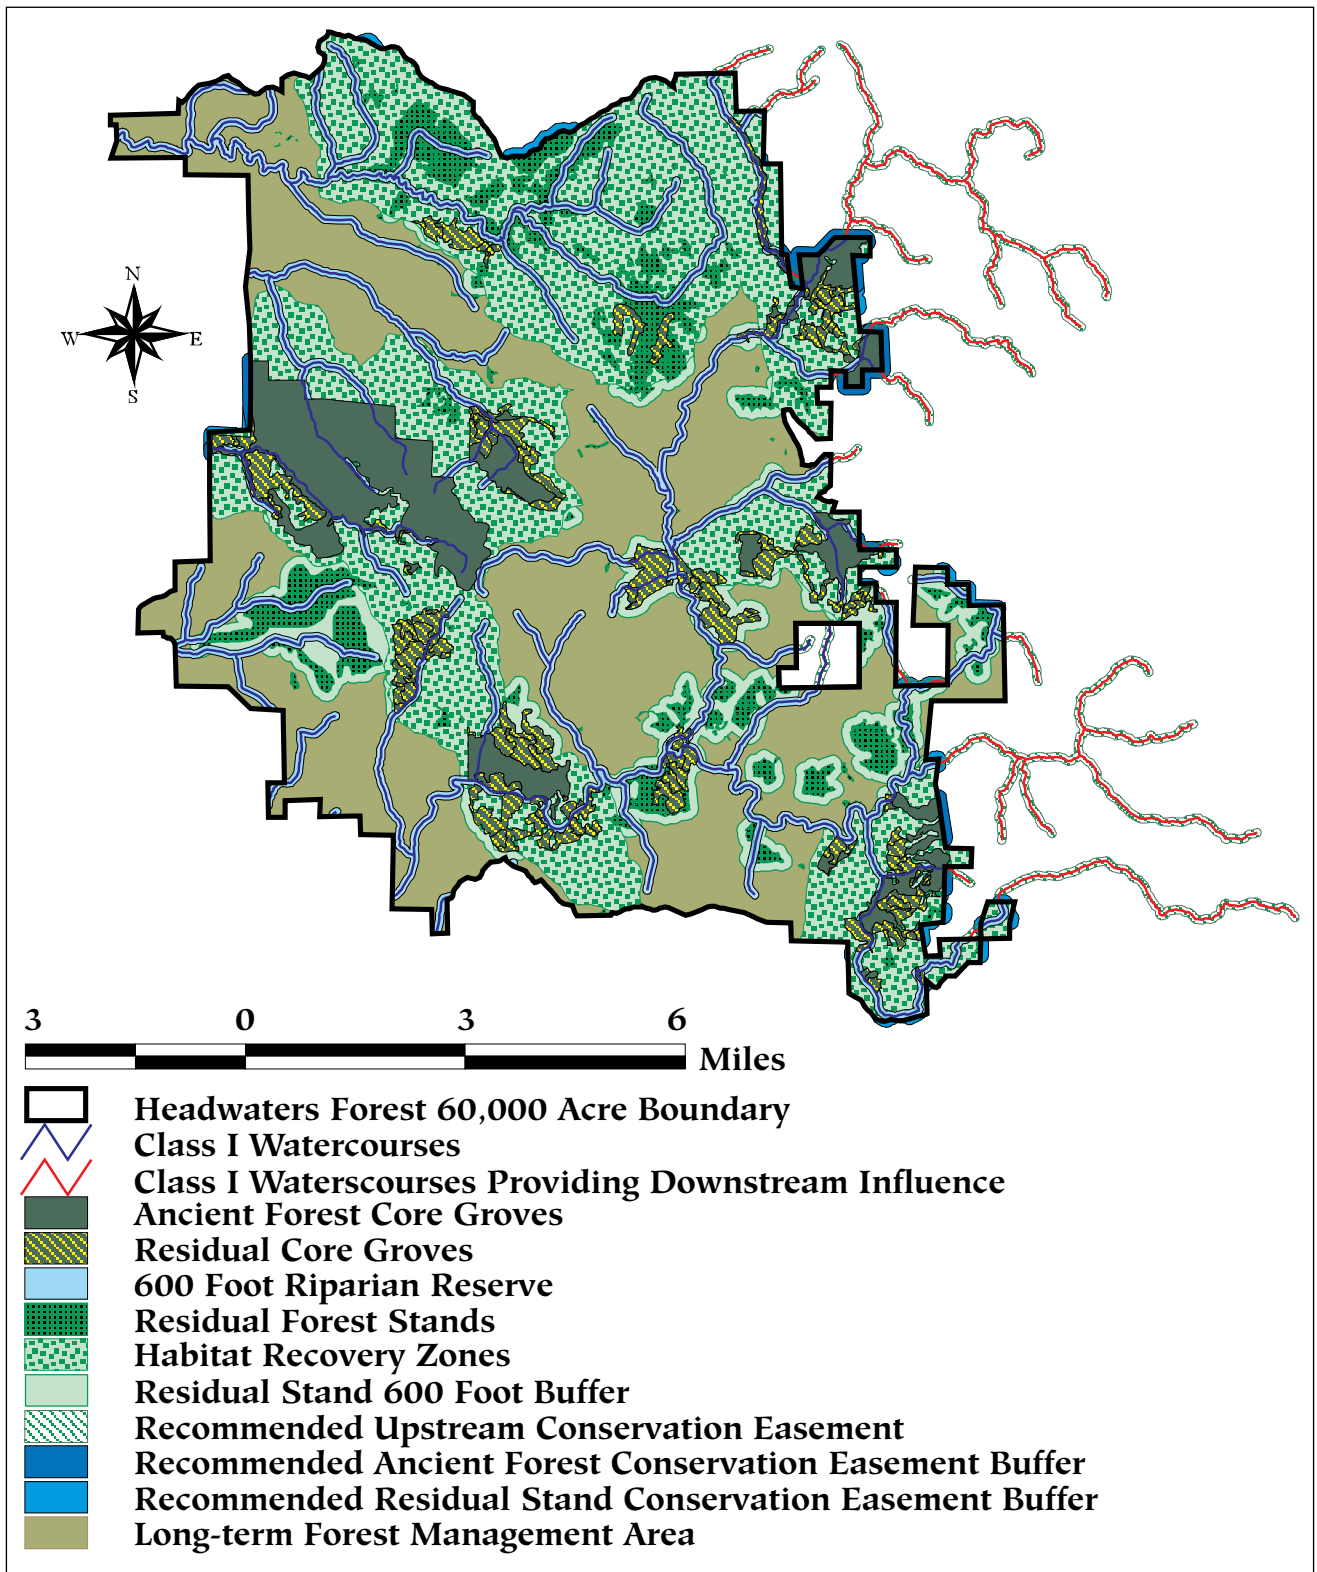 N
W E
S
3 0 3 6
Miles
Headwaters Forest 60,000 Acre Boundary
Class I Watercourses
Class I Waterscourses Providing Downstream Influence
Ancient Forest Core Groves
Residual Core Groves
600 Foot Riparian Reserve
Residual Forest Stands
Habitat Recovery Zones
Residual Stand 600 Foot Buffer
Recommended Upstream Conservation Easement
Recommended Ancient Forest Conservation Easement Buffer
Recommended Residual Stand Conservation Easement Buffer
Long-term Forest Management Area